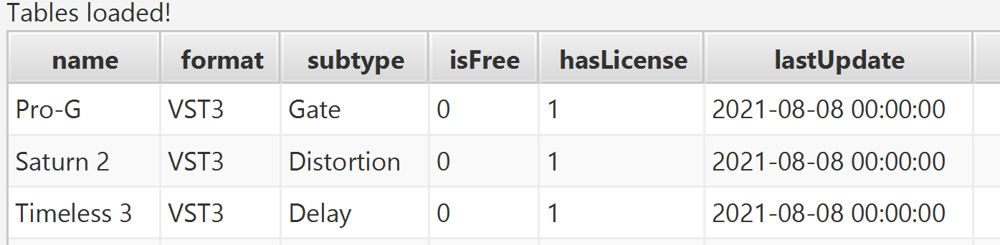 Tables loaded!
name format subtype isFree hasLicense lastUpdate
Pro-G VST3 Gate 0 1 2021-08-08 00:00:00
Saturn 2 VST3 Distortion 0 1 2021-08-08 00:00:00
Timeless 3 VST3 Delay 0 1 2021-08-08 00:00:00